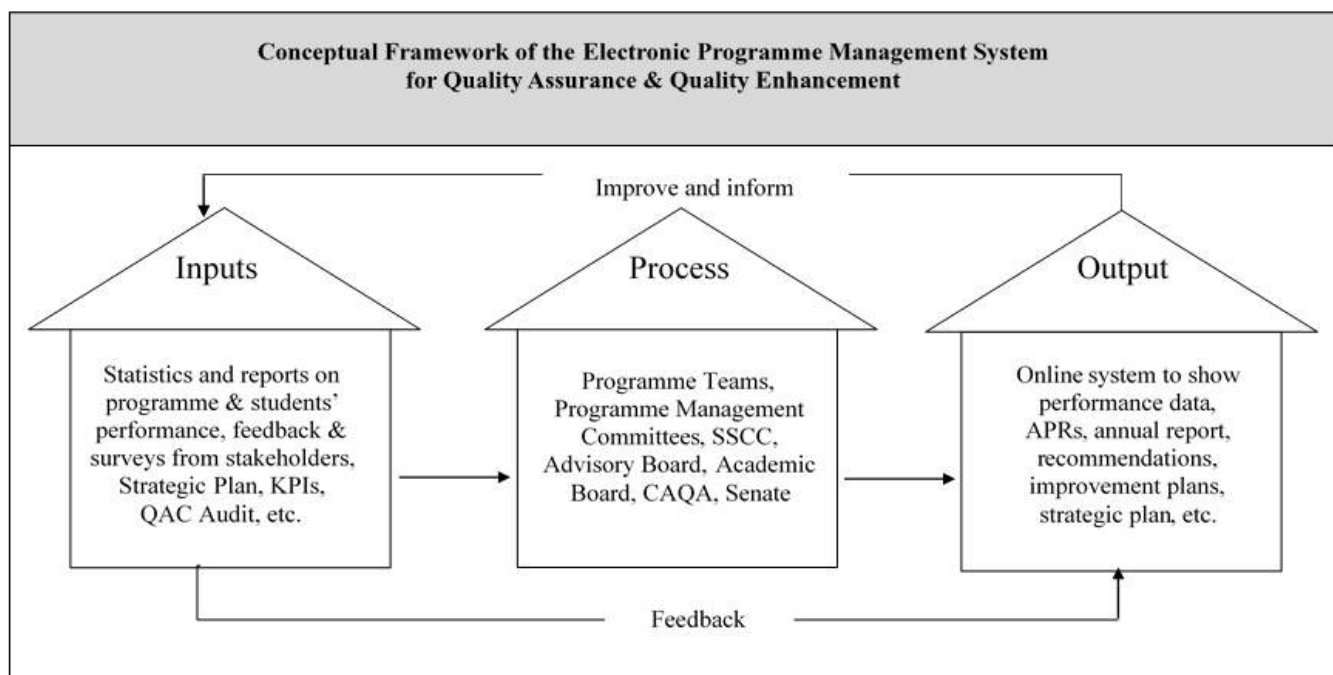 Conceptual Framework of the Electronic Programme Management System
for Quality Assurance & Quality Enhancement
Improve and inform
Inputs
Statistics and reports on
programme & students’
performance, feedback &
surveys from stakeholders,
Strategic Plan, KPIs,
QAC Audit, etc.
Process
Programme Teams,
Programme Management
Committees, SSCC,
Advisory Board, Academic
Board, CAQA, Senate
Output
Online system to show
performance data,
APRs, annual report,
recommendations,
improvement plans,
strategic plan, etc.
Feedback